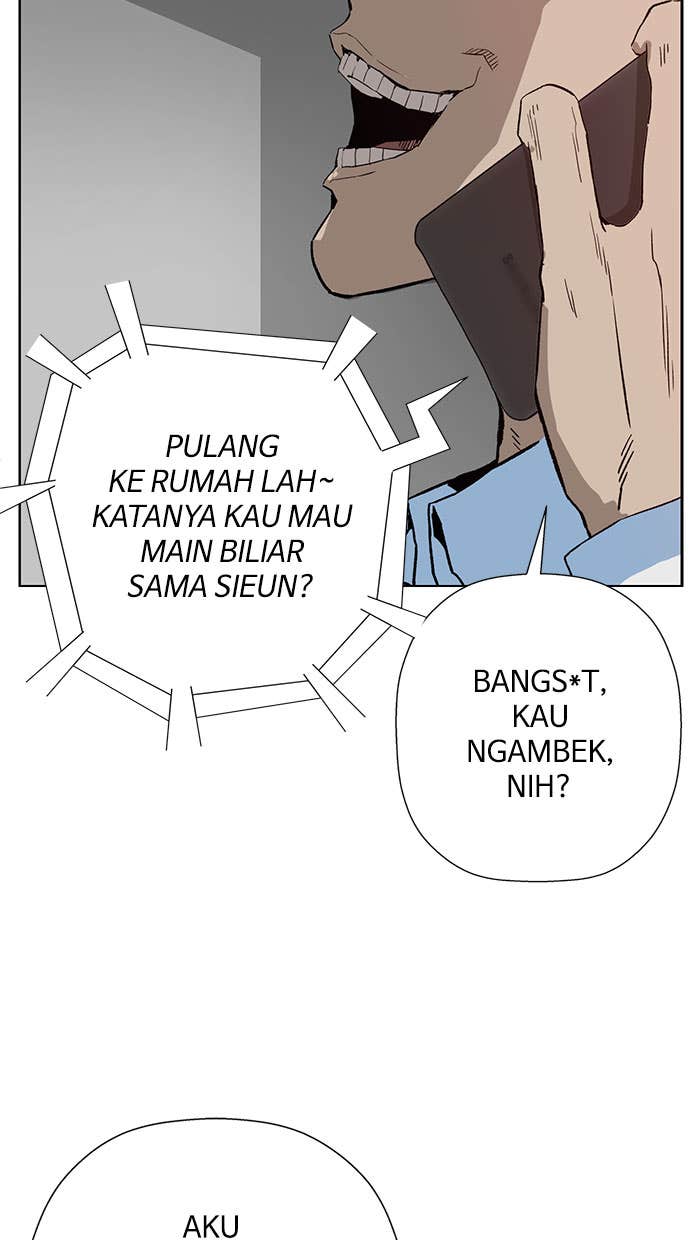 PULANG
KE RUMAH LAH~
KATANYA KAU MAU
MAIN BILIAR
SAMA SIEUN?
BANGS*T,
KAU
NGAMBEK,
NIH?
AKU